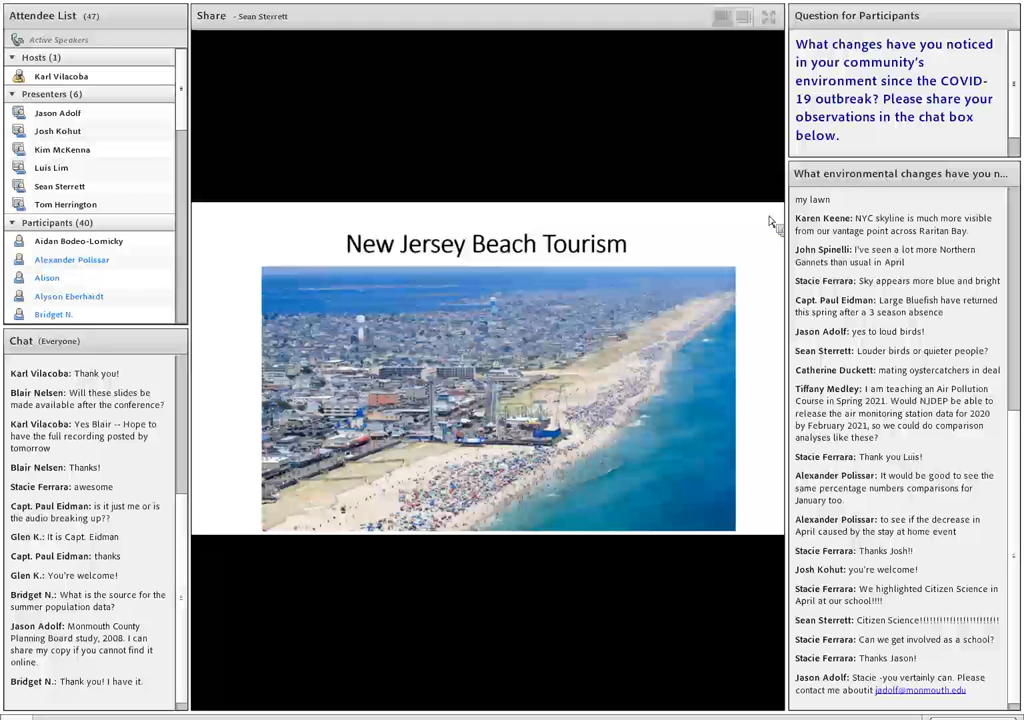 Attendee List (47)
Active Speakers
Hosts (1)
Karl Vilacoba
Presenters (6)
Jason Adolf
Josh Kohut
Kim McKenna
Luis Lim
Sean Sterrett
Tom Herrington
Participants (40)
Aidan Bodeo-Lomicky
Alexander Polissar
Alison
Alyson Eberhardt
Bridget N.
Chat (Everyone)
Karl Vilacoba: Thank you!
Blair Nelsen: Will these slides be
made available after the conference?
Karl Vilacoba: Yes Blair -- Hope to
have the full recording posted by
tomorrow
Blair Nelsen: Thanks!
Stacie Ferrara: awesome
Capt. Paul Eidman: is it just me or is
the audio breaking up??
Glen K.: It is Capt. Eidman
Capt. Paul Eidman: thanks
Glen K.: You're welcome!
Bridget N.: What is the source for the
summer population data?
Jason Adolf: Monmouth County
Planning Board study, 2008. I can
share my copy if you cannot find it
online.
Bridget N.: Thank you! I have it.
Share - Sean Sterrett
New Jersey Beach Tourism
Question for Participants
What changes have you noticed
in your community's
environment since the COVID-
19 outbreak? Please share your
observations in the chat box
below.
What environmental changes have you n...
my lawn
Karen Keene: NYC skyline is much more visible
from our vantage point across
Raritan Bay.
John Spinelli: I've seen a lot more Northern
Gannets than usual in April
Stacie Ferrara: Sky appears more blue and bright
Capt. Paul Eidman: Large Bluefish have returned
this spring after a 3 season absence
Jason Adolf: yes to loud birds!
Sean Sterrett: Louder birds or quieter people?
Catherine Duckett: mating oystercatchers in deal
Tiffany Medley: I am teaching an Air Pollution
Course in Spring 2021. Would NJDEP be able to
release the air monitoring station data for 2020
by February 2021, so we could do comparison
analyses like these?
Stacie Ferrara: Thank you Luis!
Alexander Polissar: It would be good to see the
same percentage numbers comparisons for
January too.
Alexander Polissar: to see if the decrease in
April caused by the stay at home event
Stacie Ferrara: Thanks Josh!!
Josh Kohut: you're welcome!
Stacie Ferrara: We highlighted Citizen Science in
April at our school!!!!
Sean Sterrett: Citizen Science!!!!!!!!!!!!!!!!!!!!!!!!
Stacie Ferrara: Can we get involved as a school?
Stacie Ferrara: Thanks Jason!
Jason Adolf: Stacie -you vertainly can. Please
contact me aboutit jadolf@monmouth.edu